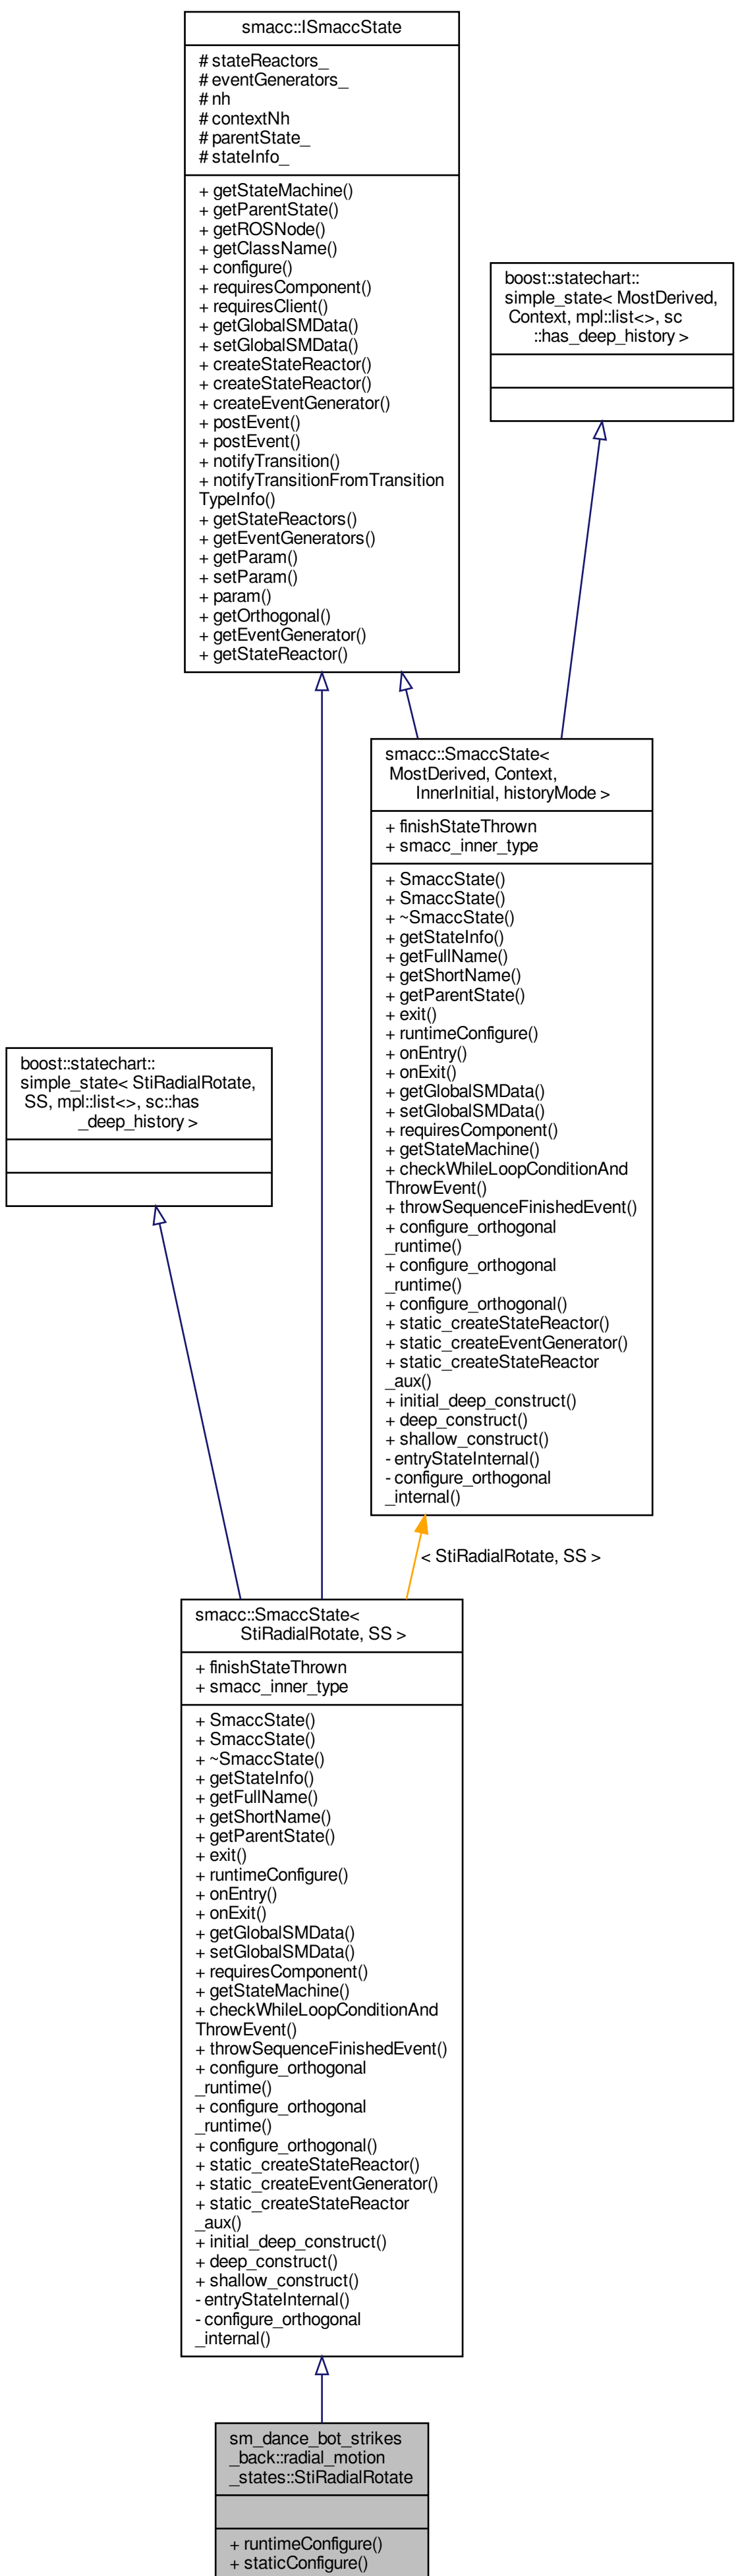 smacc::ISmaccState
# stateReactors_
# eventGenerators_
# nh
# contextNh
# parentState_
# stateInfo_
+ getStateMachine()
+ getParentState()
+ getROSNode()
+ getClassName()
+ configure()
+ requiresComponent()
+ requiresClient()
+ getGlobalSMData()
+ setGlobalSMData()
+ createStateReactor()
+ createStateReactor()
+ createEventGenerator()
+ postEvent()
+ postEvent()
+ notifyTransition()
+ notifyTransitionFromTransition
TypeInfo()
+ getStateReactors()
+ getEventGenerators()
+ getParam()
+ setParam()
+ param()
+ getOrthogonal()
+ getEventGenerator()
+ getStateReactor()
boost::statechart::
simple_state< MostDerived,
Context, mpl::list<>, sc
::has_deep_history >
smacc::SmaccState<
MostDerived, Context,
InnerInitial, historyMode >
+ finishStateThrown
+ smacc_inner_type
+ SmaccState()
+ SmaccState()
+ ~SmaccState()
+ getStateInfo()
+ getFullName()
+ getShortName()
+ getParentState()
+ exit()
+ runtimeConfigure()
+ onEntry()
+ onExit()
+ getGlobalSMData()
+ setGlobalSMData()
+ requiresComponent()
+ getStateMachine()
+ checkWhileLoopConditionAnd
ThrowEvent()
+ throwSequenceFinishedEvent()
+ configure_orthogonal
_runtime()
+ configure_orthogonal
_runtime()
+ configure_orthogonal()
+ static_createStateReactor()
+ static_createEventGenerator()
+ static_createStateReactor
_aux()
+ initial_deep_construct()
+ deep_construct()
+ shallow_construct()
- entryStateInternal()
- configure_orthogonal
_internal()
boost::statechart::
simple_state< StiRadialRotate,
SS, mpl::list<>, sc::has
_deep_history >
< StiRadialRotate, SS >
smacc::SmaccState<
StiRadialRotate, SS >
+ finishStateThrown
+ smacc_inner_type
+ SmaccState()
+ SmaccState()
+ ~SmaccState()
+ getStateInfo()
+ getFullName()
+ getShortName()
+ getParentState()
+ exit()
+ runtimeConfigure()
+ onEntry()
+ onExit()
+ getGlobalSMData()
+ setGlobalSMData()
+ requiresComponent()
+ getStateMachine()
+ checkWhileLoopConditionAnd
ThrowEvent()
+ throwSequenceFinishedEvent()
+ configure_orthogonal
_runtime()
+ configure_orthogonal
_runtime()
+ configure_orthogonal()
+ static_createStateReactor()
+ static_createEventGenerator()
+ static_createStateReactor
_aux()
+ initial_deep_construct()
+ deep_construct()
+ shallow_construct()
- entryStateInternal()
- configure_orthogonal
_internal()
sm_dance_bot_strikes
_back::radial_motion
_states::StiRadialRotate
+ runtimeConfigure()
+ staticConfigure()